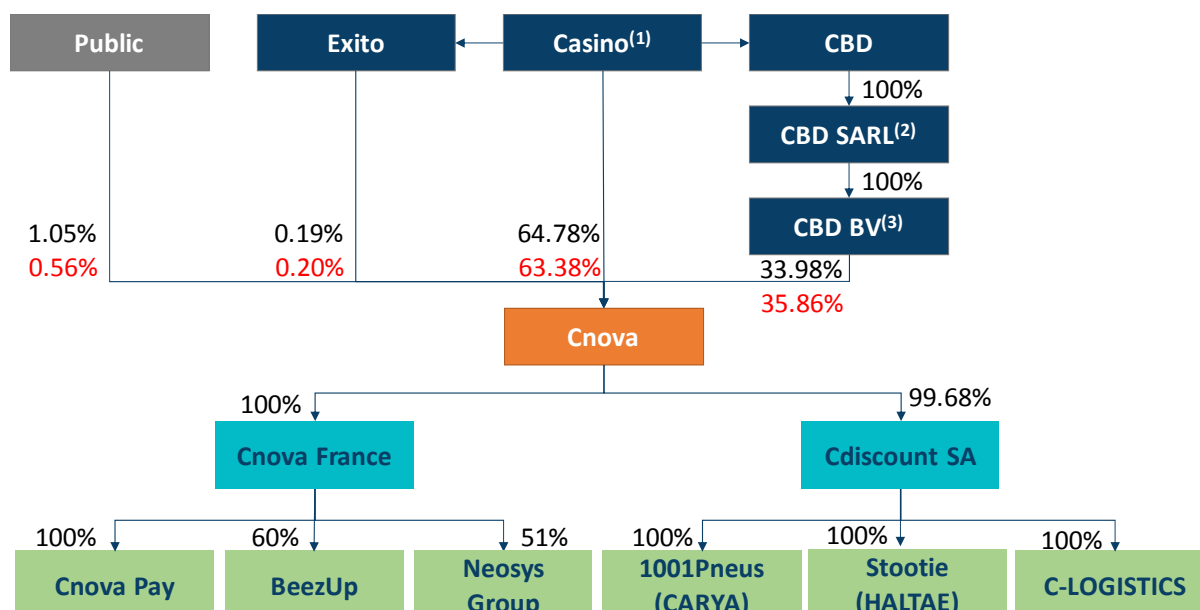 Public
Exito
Casino(1)
CBD
100%
CBD SARL(2)
100%
CBD BV(3)
1.05%
0.19%
64.78%
33.98%
0.56%
0.20%
63.38%
35.86%
Cnova
100%
99.68%
Cnova France
Cdiscount SA
100%
60%
51%
100%
100%
100%
Cnova Pay
BeezUp
Neosys
Group
1001Pneus
(CARYA)
Stootie
(HALTAE)
C-LOGISTICS